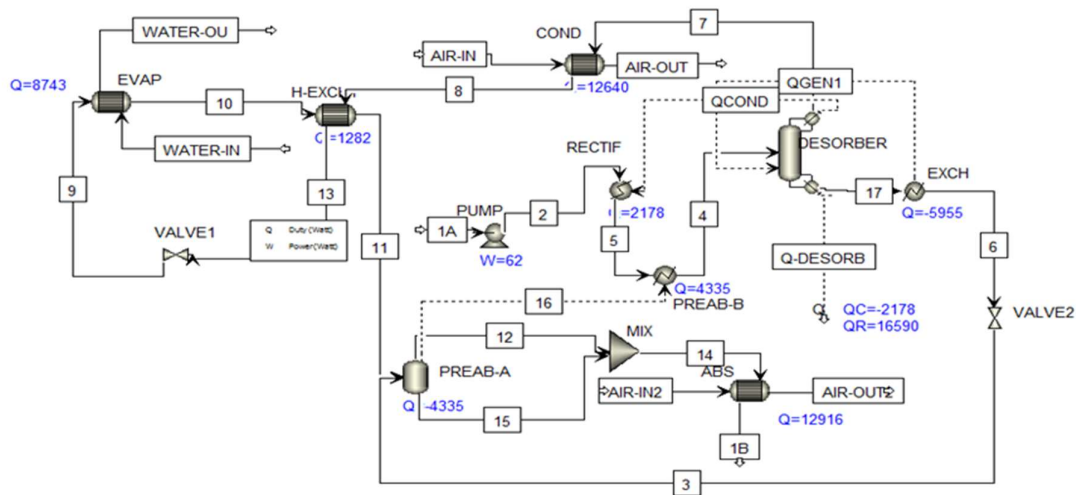 WATER-OU
EVAP
Q=8743
10
H-EXCH
Q=1282
WATER-IN
9
13
VALVE1
Q Duty (Watt)
W Power(Watt)
11
AIR-IN
COND
AIR-OUT
=12640
7
8
QGEN1
QCOND
DESORBER
RECTIF
=2178
17
EXCH
Q=-5955
1A
PUMP
W=62
2
5
4
Q=4335
PREAB-B
6
Q-DESORB
Q
QC=-2178
QR=16590
VALVE2
16
12
MIX
14
PREAB-A
Q -4335
15
ABS
AIR-IN2
AIR-OUT2
Q=12916
1B
3